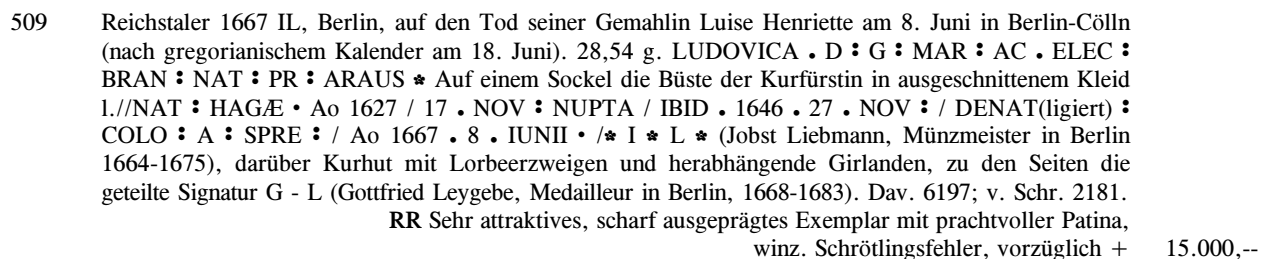 509 Reichstaler 1667 IL, Berlin, auf den Tod seiner Gemahlin Luise Henriette am 8. Juni in Berlin-Cölln
(nach gregorianischem Kalender am 18. Juni). 28,54 g. LUDOVICA . D : G : MAR : AC . ELEC :
BRAN : NAT : PR : ARAUS ❀ Auf einem Sockel die Büste der Kurfürstin in ausgeschnittenem Kleid
l.//NAT : HAGÆ • Ao 1627 / 17 . NOV : NUPTA / IBID . 1646 . 27 . NOV : / DENAT(ligiert) :
COLO : A : SPRE : / Ao 1667 . 8 . IUNII • /❀ I ❀ L ❀ (Jobst Liebmann, Münzmeister in Berlin
1664-1675), darüber Kurhut mit Lorbeerzweigen und herabhängende Girlanden, zu den Seiten die
geteilte Signatur G - L (Gottfried Leygebe, Medailleur in Berlin, 1668-1683). Dav. 6197; v. Schr. 2181.
RR Sehr attraktives, scharf ausgeprägtes Exemplar mit prachtvoller Patina,
winz. Schrötlingsfehler, vorzüglich + 15.000,--